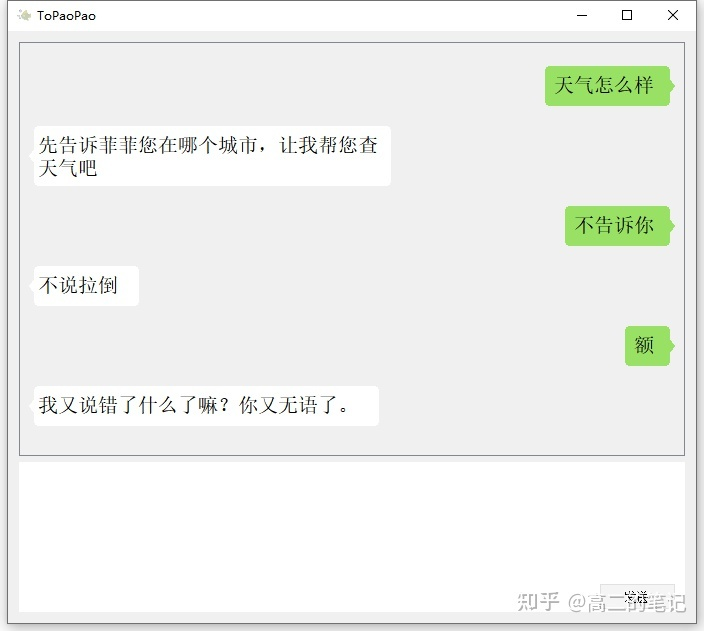 ToPaoPao
天气怎么样
先告诉菲菲您在哪个城市，让我帮您查
天气吧
不告诉你
不说拉倒
额
我又说错了什么了嘛？你又无语了。
发送
知乎 @高二的笔记